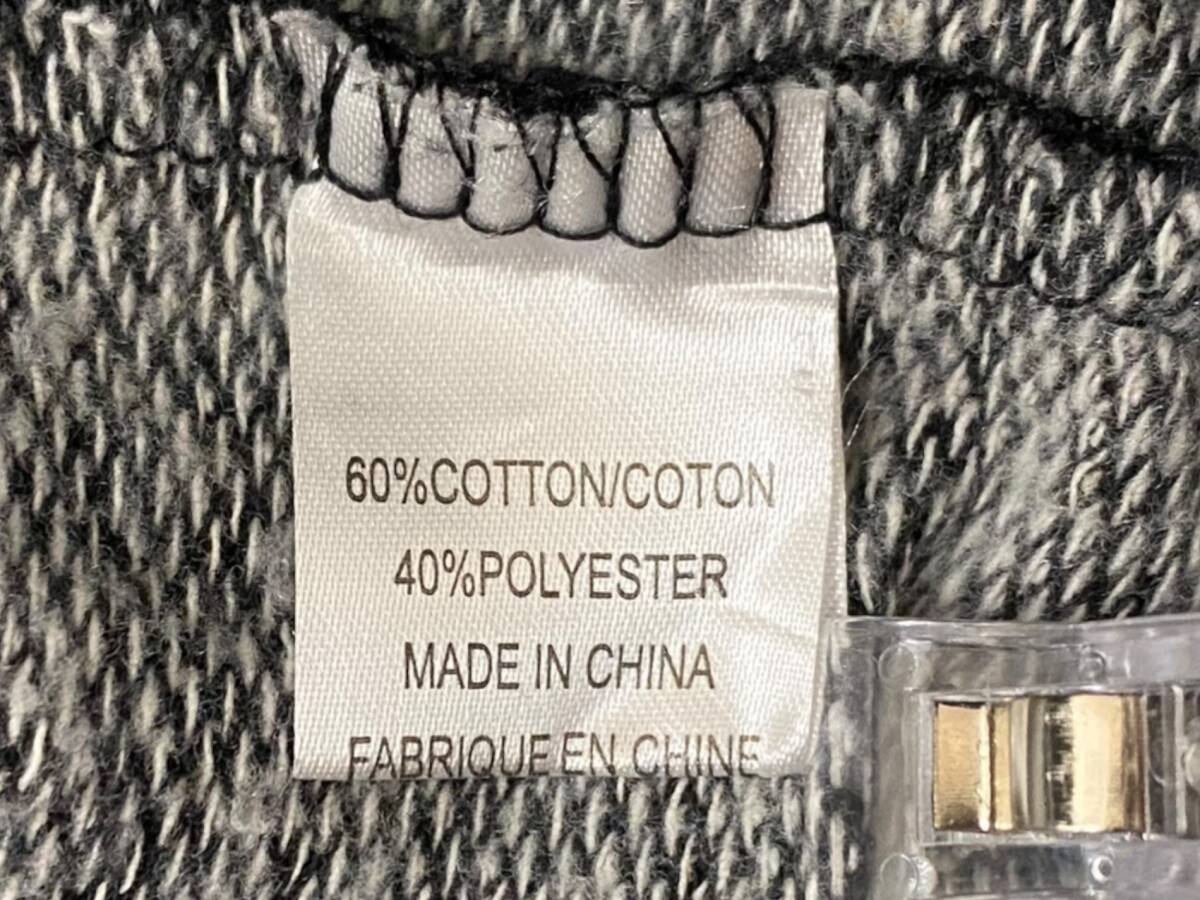 60%COTTON/COTON
40%POLYESTER
MADE IN CHINA
FABRIQUE EN CHINE